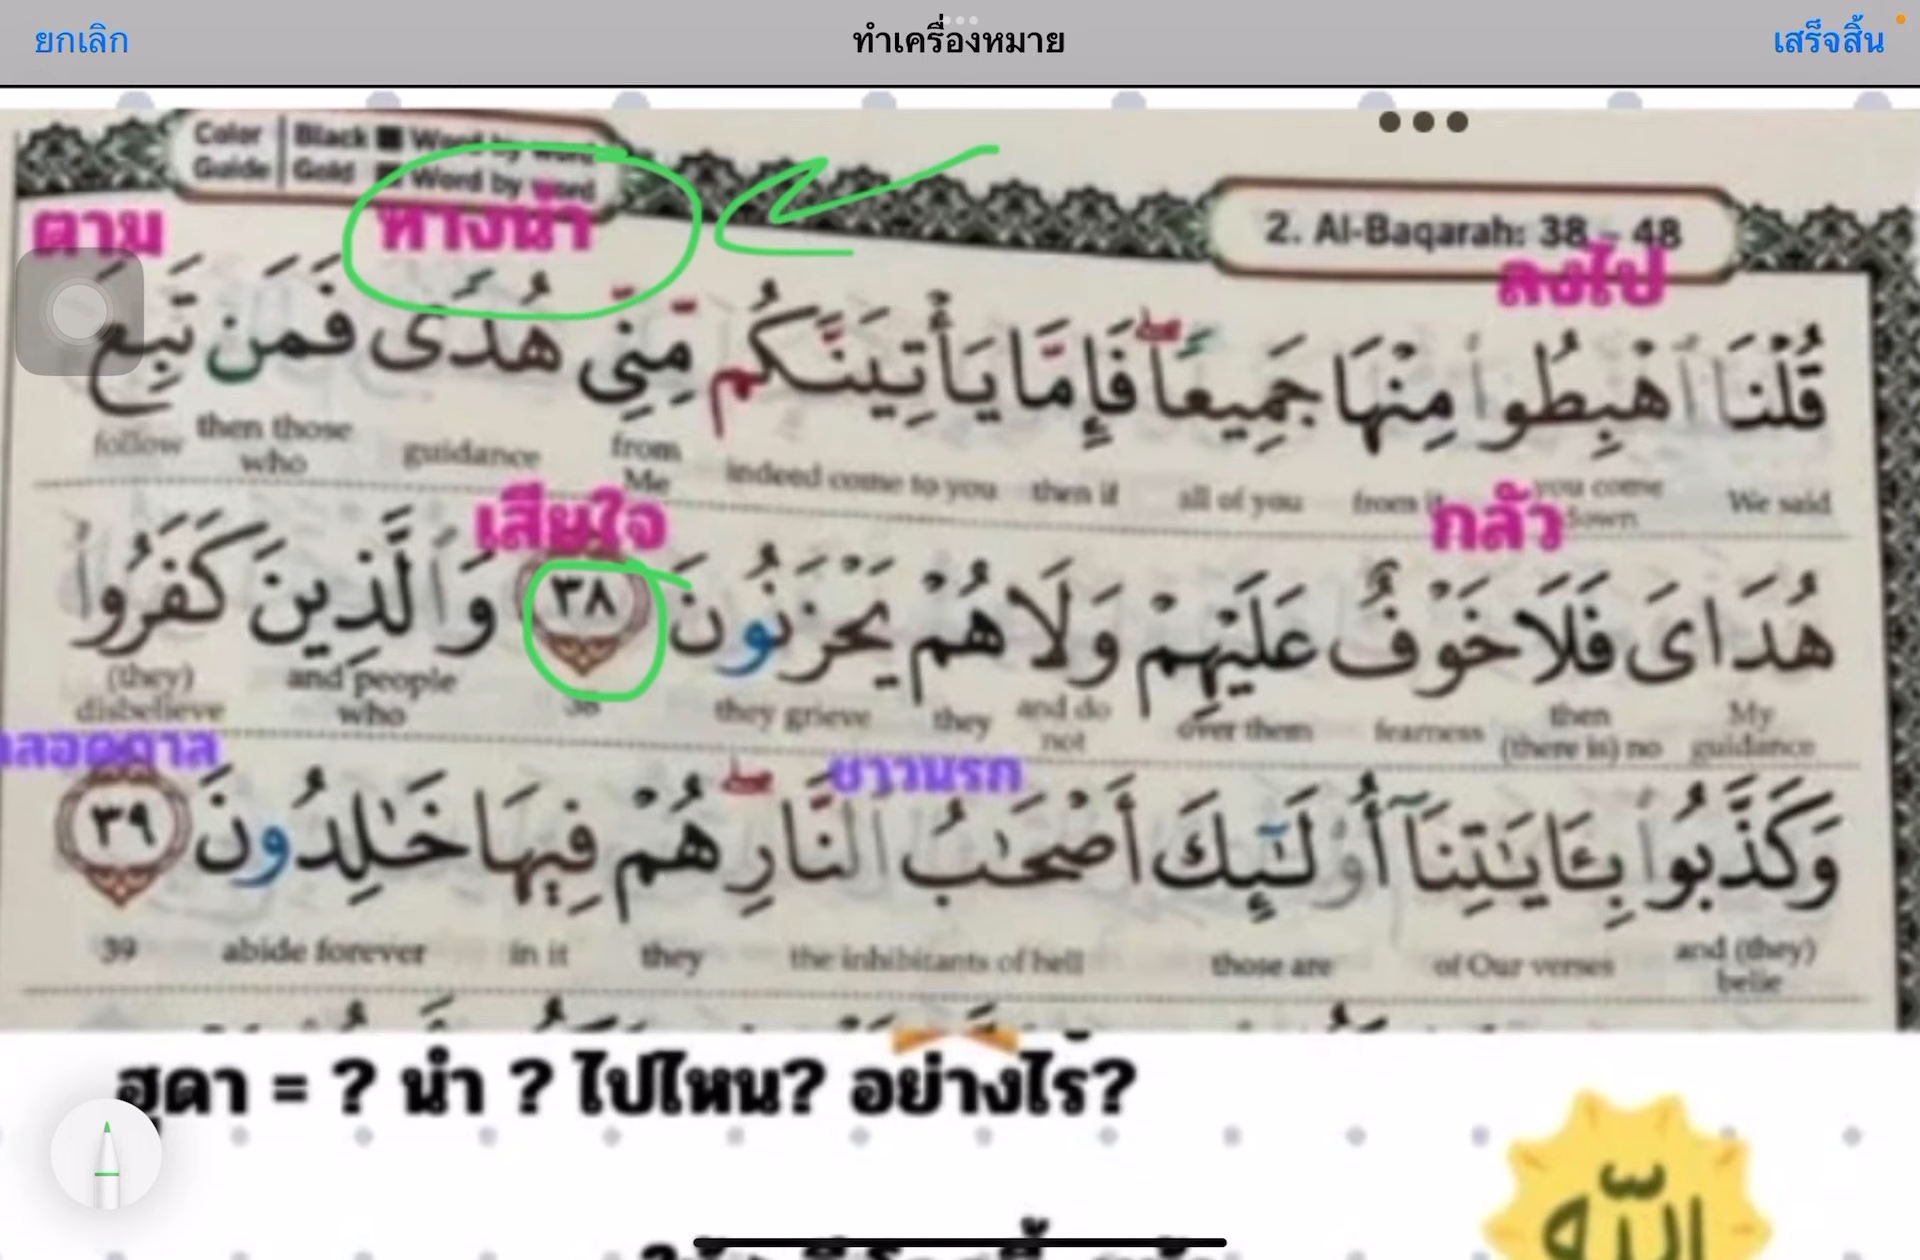 ยกเลิก ทำเครื่องหมาย เสร็จสิ้น
Color Guide | Black Word by word
Gold Word by word
2. Al-Baqarah: 38 - 48
ตาม ทางนำ ลงไป
قُلْنَا ٱهْبِطُوا۟ مِنْهَا جَمِيعًا ۖ فَإِمَّا يَأْتِيَنَّكُم مِّنِّى هُدًى فَمَن تَبِعَ
We said you come down from it all of you then if indeed come to you from Me guidance then those who follow
เสียใจ กลัว
هُدَاىَ فَلَا خَوْفٌ عَلَيْهِمْ وَلَا هُمْ يَحْزَنُونَ ٣٨ وَٱلَّذِينَ كَفَرُوا۟
My guidance then (there is) no fearness over them and do not they they grieve 38 and people who (they) disbelieve
ชาวนรก
وَكَذَّبُوا۟ بِـَٔايَـٰتِنَآ أُو۟لَـٰٓئِكَ أَصْحَـٰبُ ٱلنَّارِ ۖ هُمْ فِيهَا خَـٰلِدُونَ ٣٩
and (they) belie of Our verses those are the inhibitants of hell they in it abide forever 39
ฮุดา = ? นำ ? ไปไหน? อย่างไร?
الله